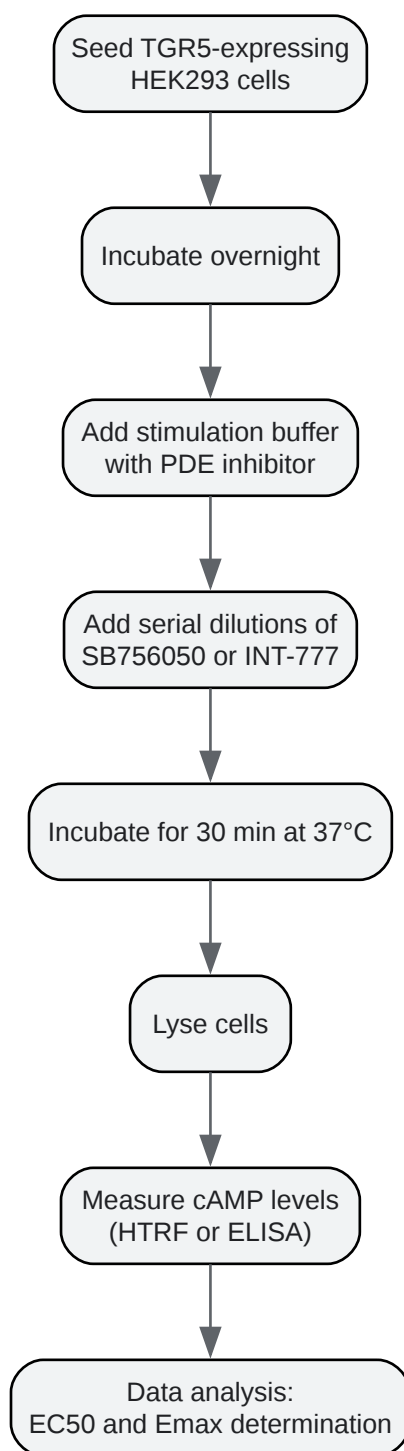 Seed TGR5-expressing
HEK293 cells
Incubate overnight
Add stimulation buffer
with PDE inhibitor
Add serial dilutions of
SB756050 or INT-777
Incubate for 30 min at 37°C
Lyse cells
Measure cAMP levels
(HTRF or ELISA)
Data analysis:
EC50 and Emax determination